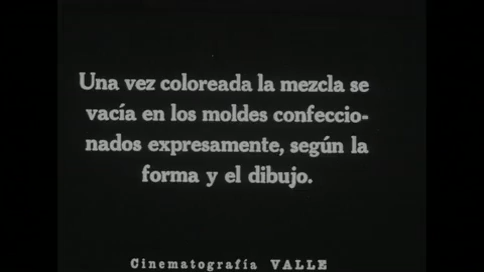 Una vez coloreada la mezcla se
vacía en los moldes confeccio-
nados expresamente, según la
forma y el dibujo.
Cinematografía VALLE